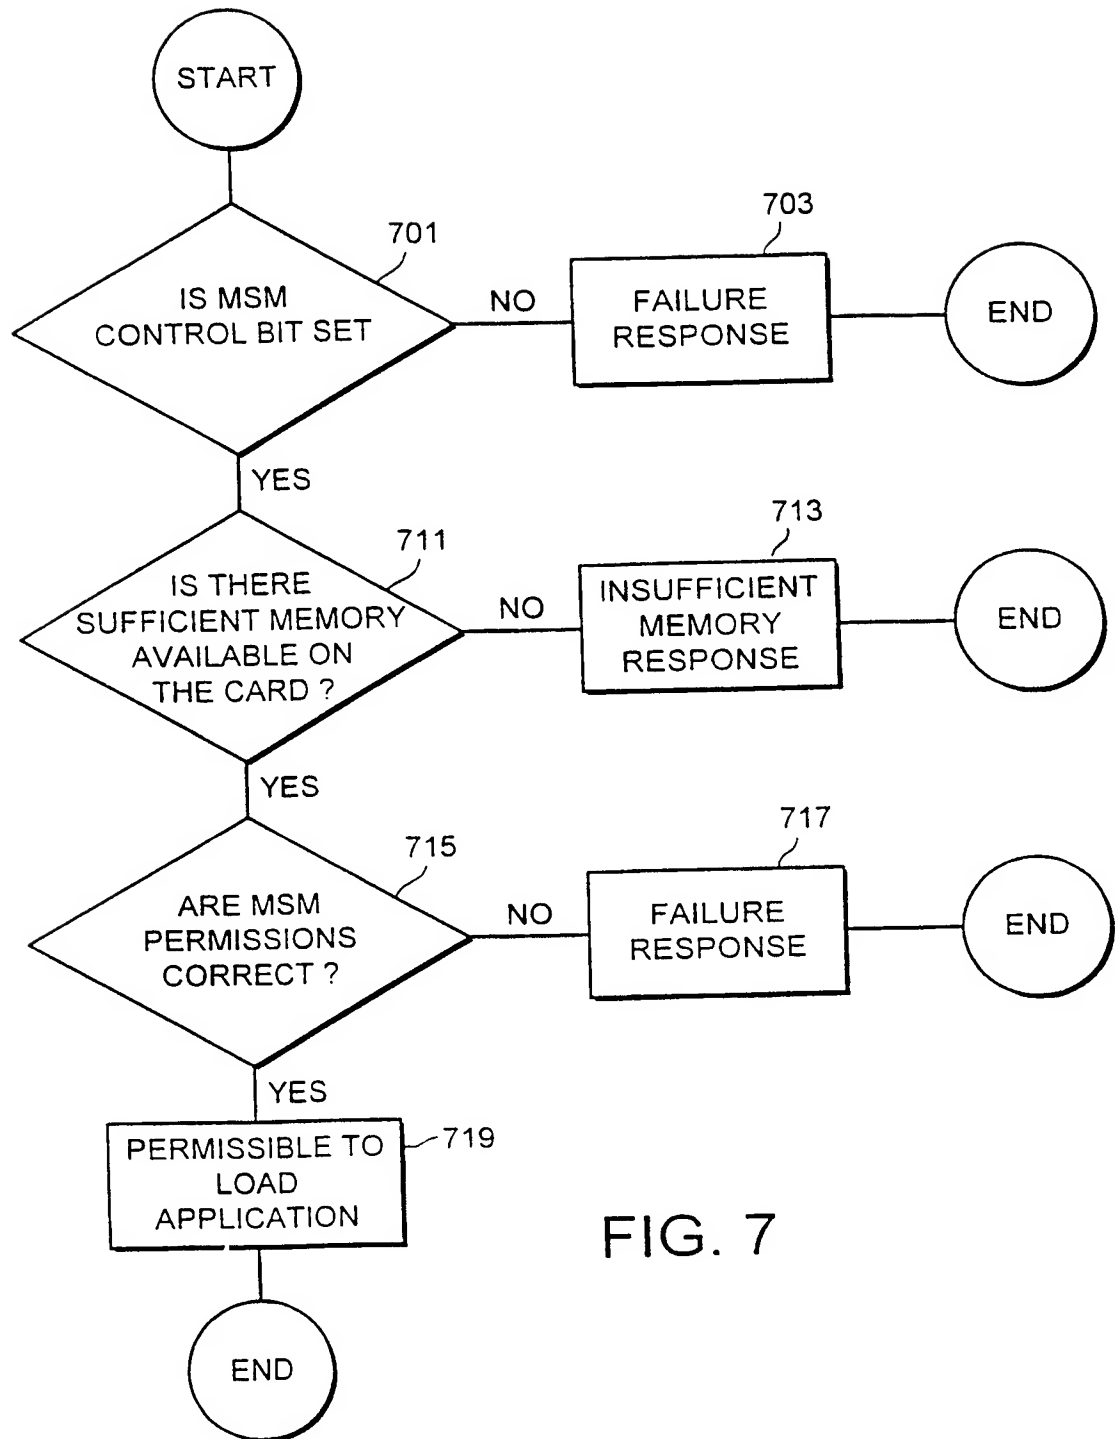 START
701
IS MSM
CONTROL BIT SET
NO
703
FAILURE
RESPONSE
END
YES
711
IS THERE
SUFFICIENT MEMORY
AVAILABLE ON
THE CARD ?
NO
713
INSUFFICIENT
MEMORY
RESPONSE
END
YES
715
ARE MSM
PERMISSIONS
CORRECT ?
NO
717
FAILURE
RESPONSE
END
YES
719
PERMISSIBLE TO
LOAD
APPLICATION
END
FIG. 7